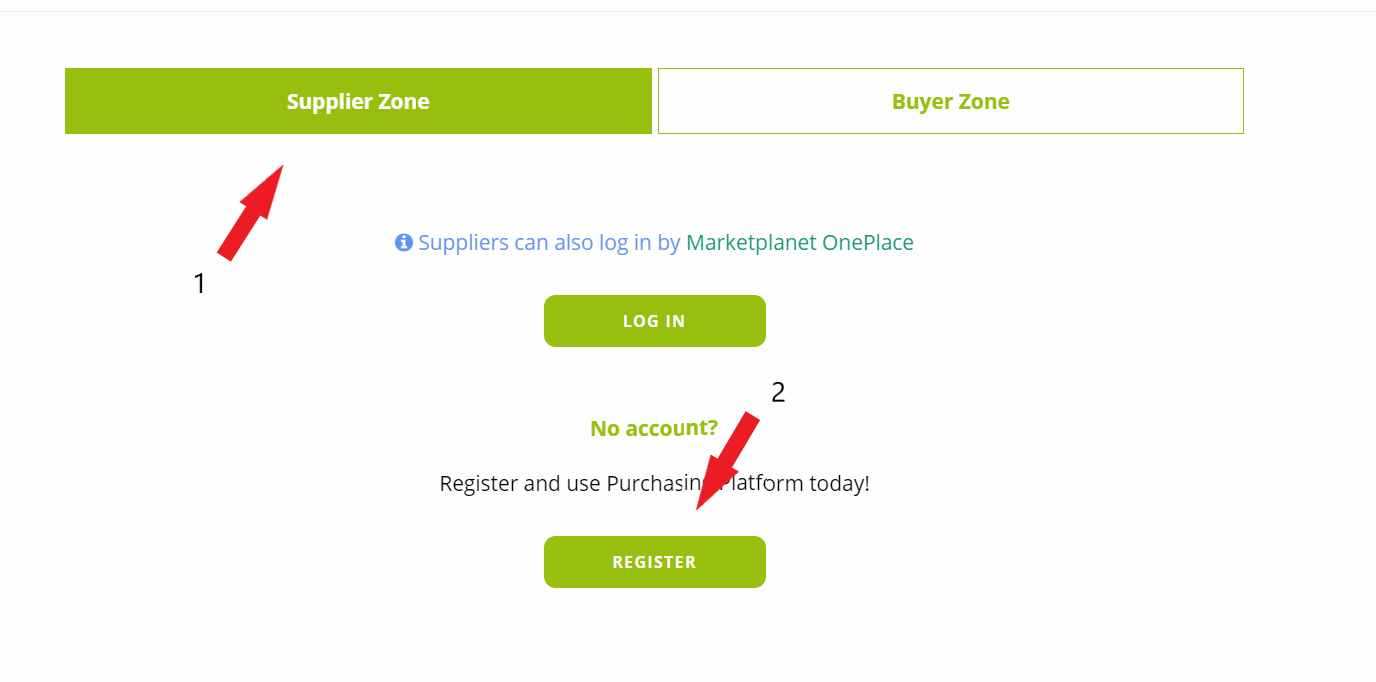 Supplier Zone
Buyer Zone
1
Suppliers can also log in by Marketplanet OnePlace
LOG IN
2
No account?
Register and use Purchasing Platform today!
REGISTER